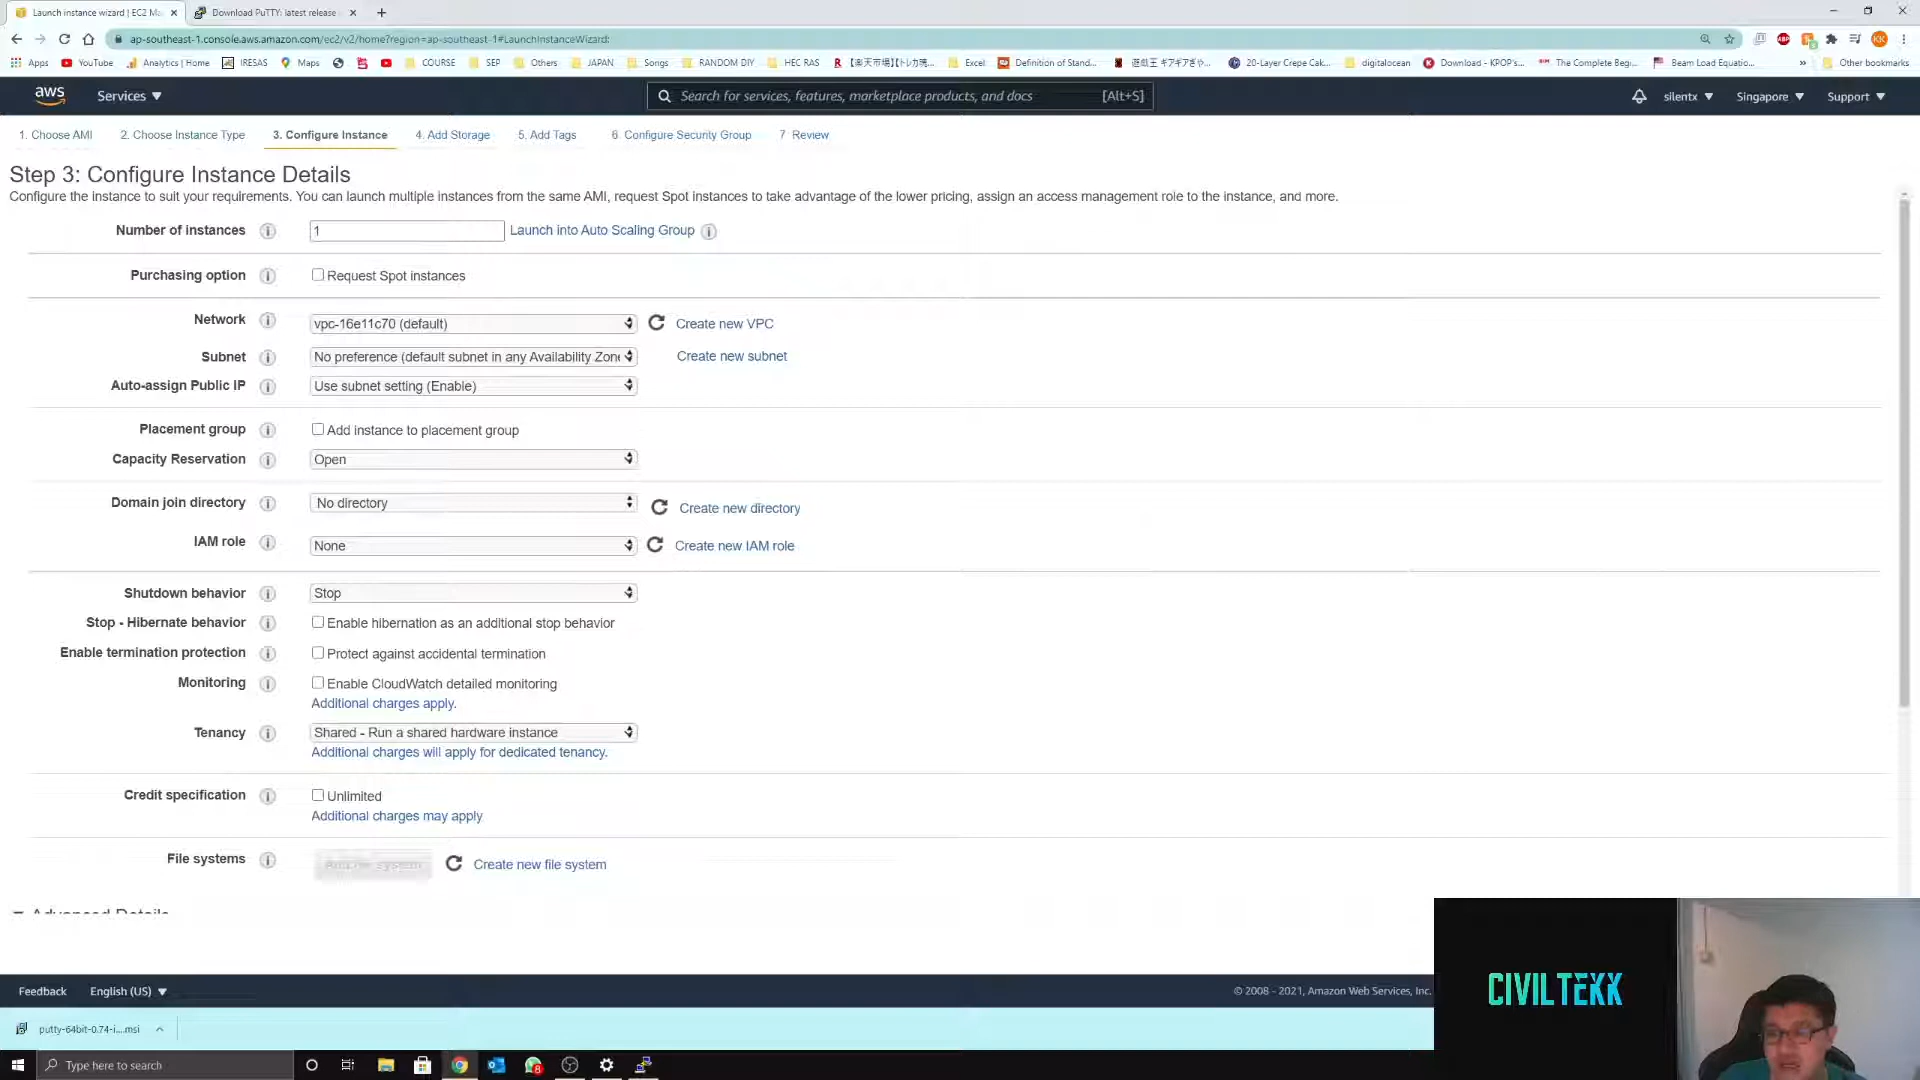 Launch instance wizard | EC2 Ma
Download PuTTY: latest release
ap-southeast-1.console.aws.amazon.com/ec2/v2/home?region=ap-southeast-1#LaunchInstanceWizard:
Apps YouTube Analytics | Home IRESAS Maps COURSE SEP Others JAPAN Songs RANDOM DIY HEC RAS Excel Definition of Stand... 20-Layer Crepe Cak... digitalocean Download - KPOP's... The Complete Begi... Beam Load Equatio... » Other bookmarks
aws Services Search for services, features, marketplace products, and docs [Alt+S] silentx Singapore Support
1. Choose AMI 2. Choose Instance Type 3. Configure Instance 4. Add Storage 5. Add Tags 6 Configure Security Group 7 Review
Step 3: Configure Instance Details
Configure the instance to suit your requirements. You can launch multiple instances from the same AMI, request Spot instances to take advantage of the lower pricing, assign an access management role to the instance, and more.
Number of instances 1 Launch into Auto Scaling Group
Purchasing option Request Spot instances
Network vpc-16e11c70 (default) Create new VPC
Subnet No preference (default subnet in any Availability Zone Create new subnet
Auto-assign Public IP Use subnet setting (Enable)
Placement group Add instance to placement group
Capacity Reservation Open
Domain join directory No directory Create new directory
IAM role None Create new IAM role
Shutdown behavior Stop
Stop - Hibernate behavior Enable hibernation as an additional stop behavior
Enable termination protection Protect against accidental termination
Monitoring Enable CloudWatch detailed monitoring
Additional charges apply.
Tenancy Shared - Run a shared hardware instance
Additional charges will apply for dedicated tenancy.
Credit specification Unlimited
Additional charges may apply
File systems Create new file system
Advanced Details
Feedback English (US) © 2008 - 2021, Amazon Web Services, Inc.
CIVILTEKK
putty-64bit-0.74-i....msi
Type here to search